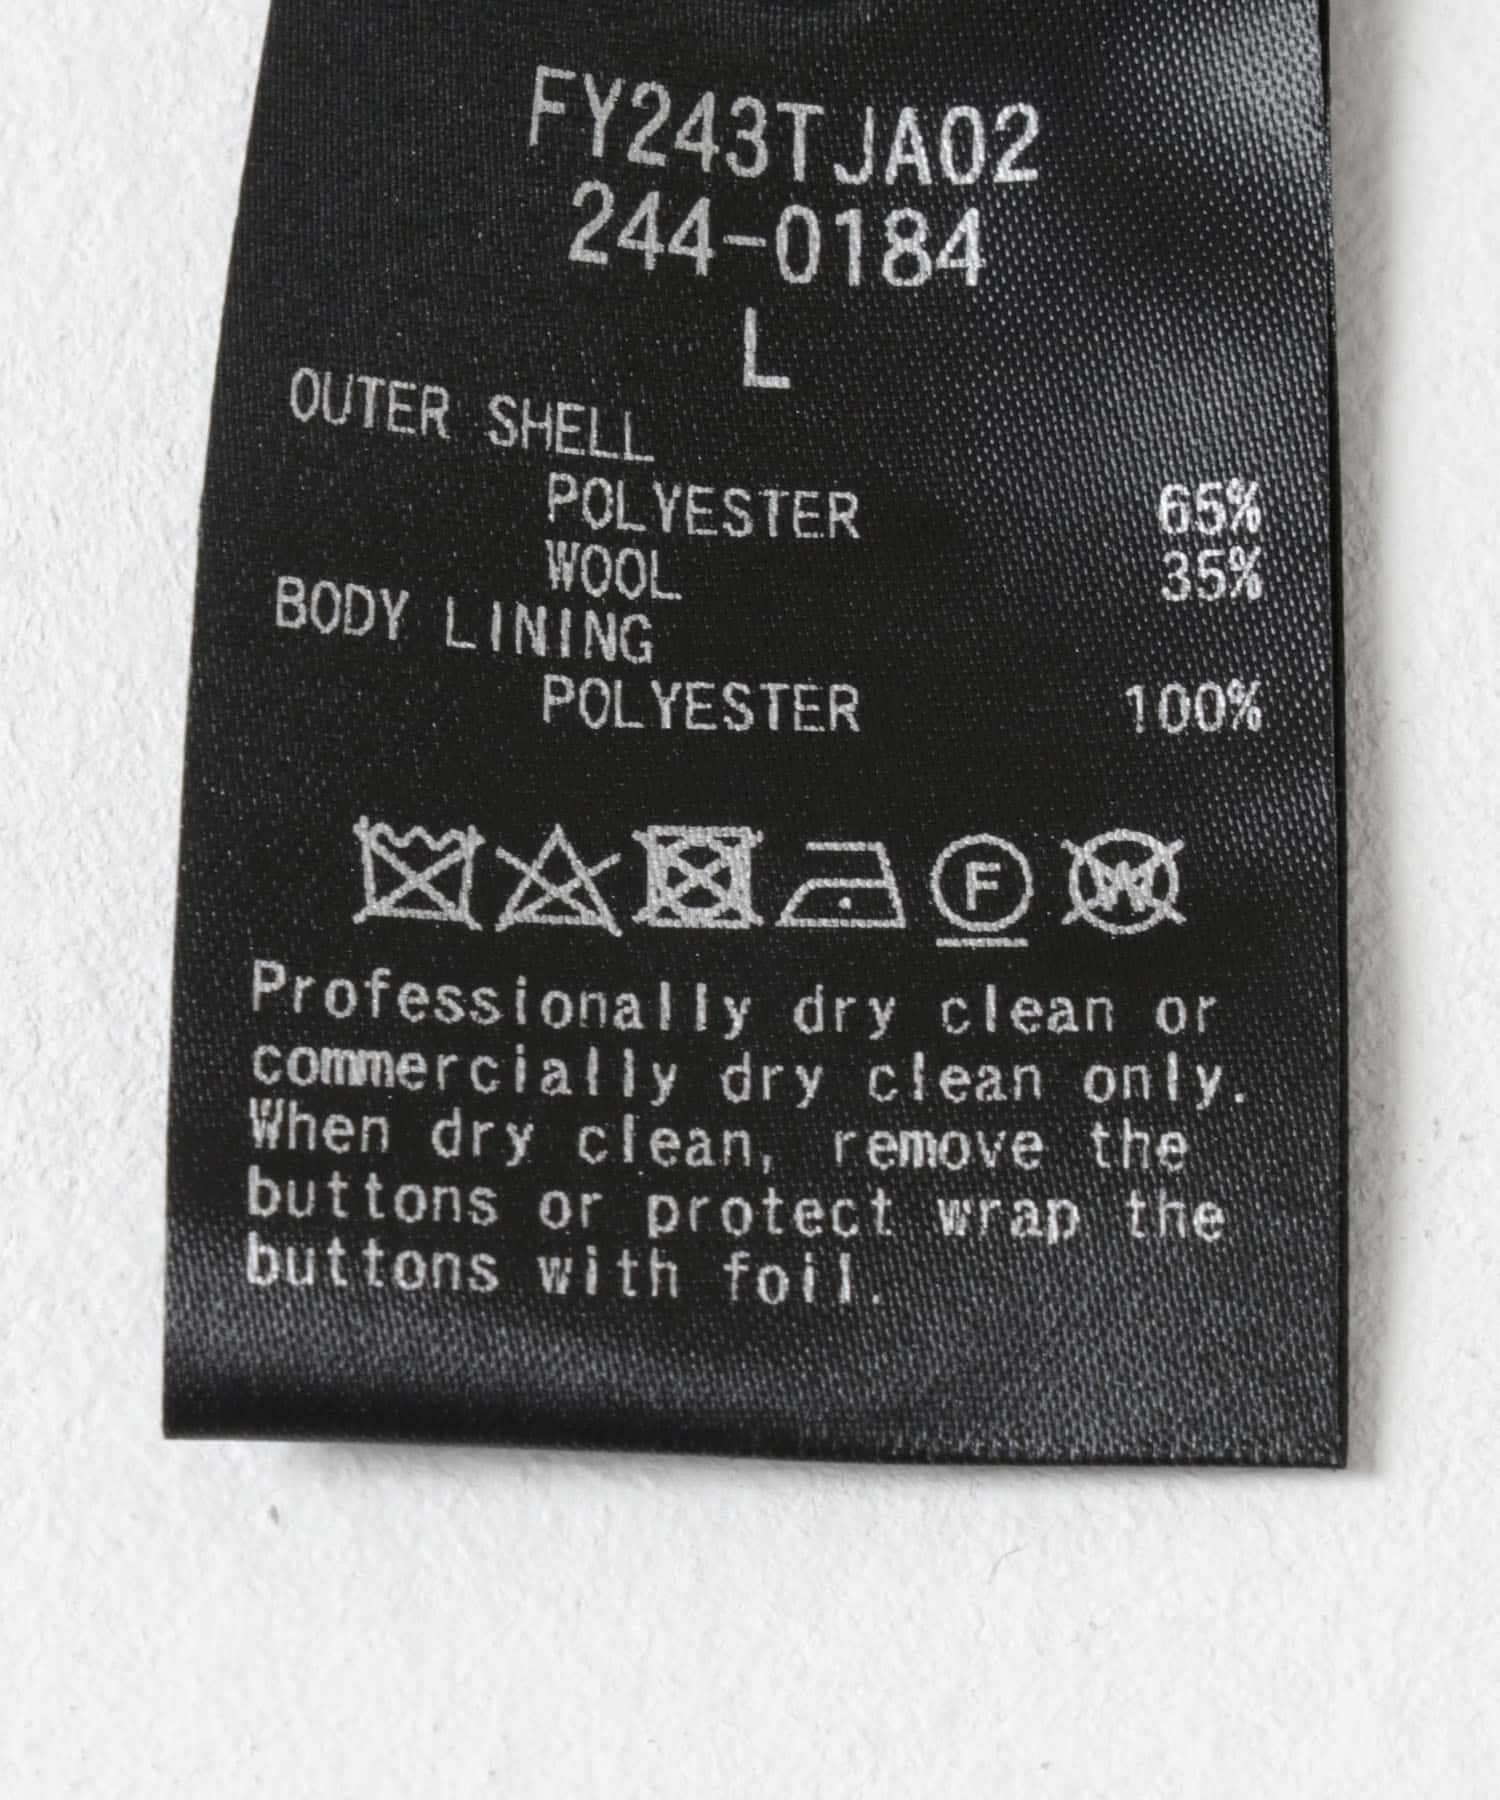 FY243TJA02
244-0184
L
OUTER SHELL
POLYESTER 65%
WOOL 35%
BODY LINING
POLYESTER 100%
F W
Professionally dry clean or
commercially dry clean only.
When dry clean, remove the
buttons or protect wrap the
buttons with foil.